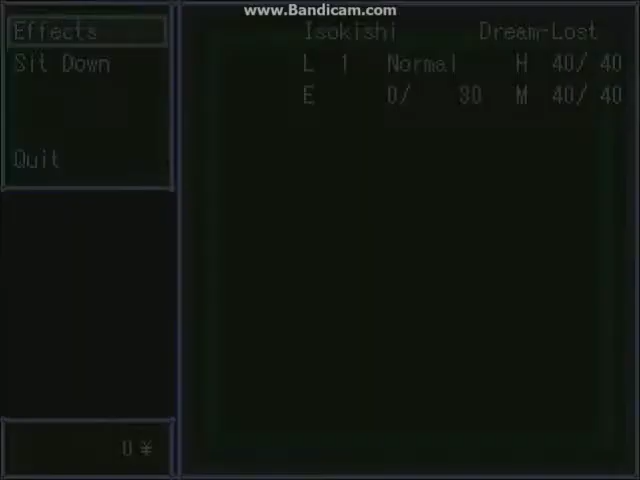 www.Bandicam.com
Effects
Sit Down
Quit
Isokishi Dream-Lost
L 1 Normal H 40/ 40
E 0/ 30 M 40/ 40
0¥